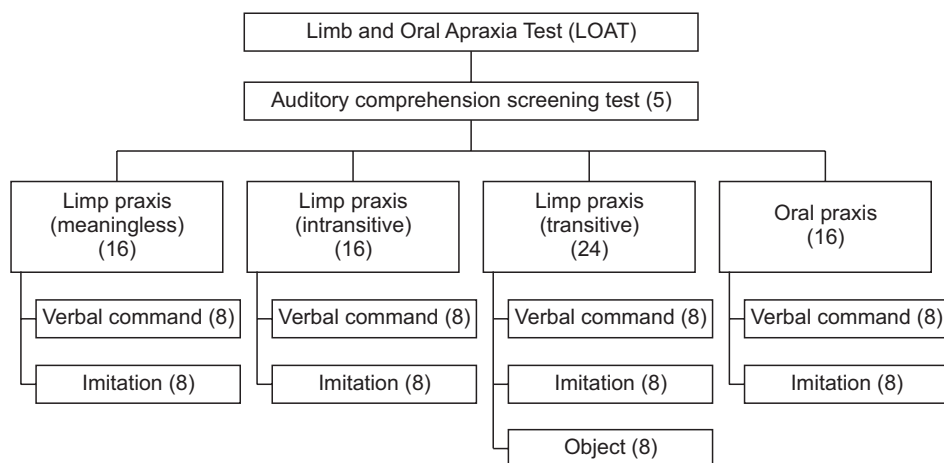 Limb and Oral Apraxia Test (LOAT)
Auditory comprehension screening test (5)
Limp praxis
(meaningless)
(16)
Limp praxis
(intransitive)
(16)
Limp praxis
(transitive)
(24)
Oral praxis
(16)
Verbal command (8)
Verbal command (8)
Verbal command (8)
Verbal command (8)
Imitation (8)
Imitation (8)
Imitation (8)
Imitation (8)
Object (8)